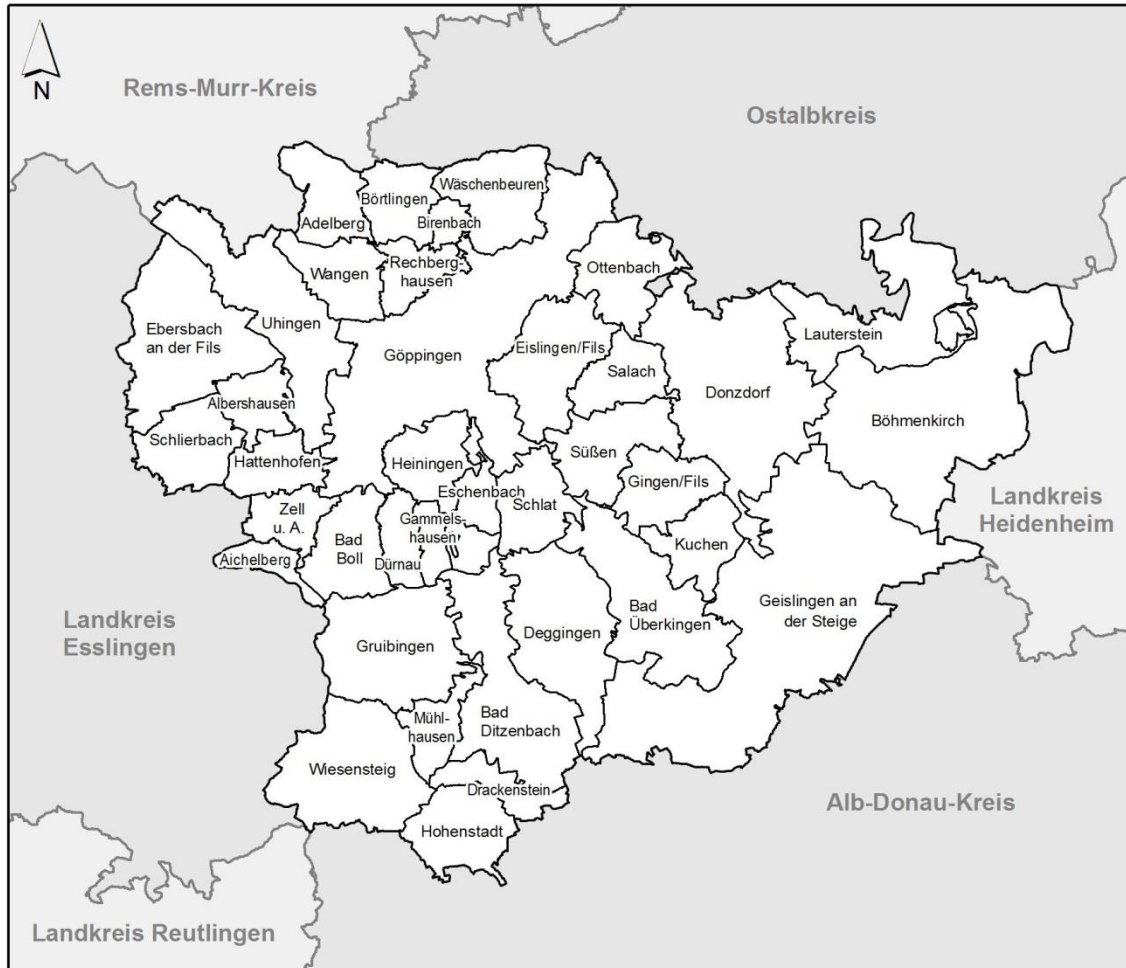 N
Rems-Murr-Kreis
Ostalbkreis
Wäschenbeuren
Börtlingen
Adelberg
Birenbach
Rechberg-
hausen
Wangen
Ottenbach
Uhingen
Ebersbach
an der Fils
Göppingen
Eislingen/Fils
Lauterstein
Salach
Donzdorf
Albershausen
Böhmenkirch
Schlierbach
Süßen
Hattenhofen
Heiningen
Gingen/Fils
Eschenbach
Schlat
Landkreis
Heidenheim
Zell
u. A.
Gammels-
hausen
Bad
Boll
Kuchen
Aichelberg
Dürnau
Landkreis
Esslingen
Geislingen an
der Steige
Bad
Überkingen
Deggingen
Gruibingen
Mühl-
hausen
Bad
Ditzenbach
Wiesensteig
Drackenstein
Alb-Donau-Kreis
Hohenstadt
Landkreis Reutlingen